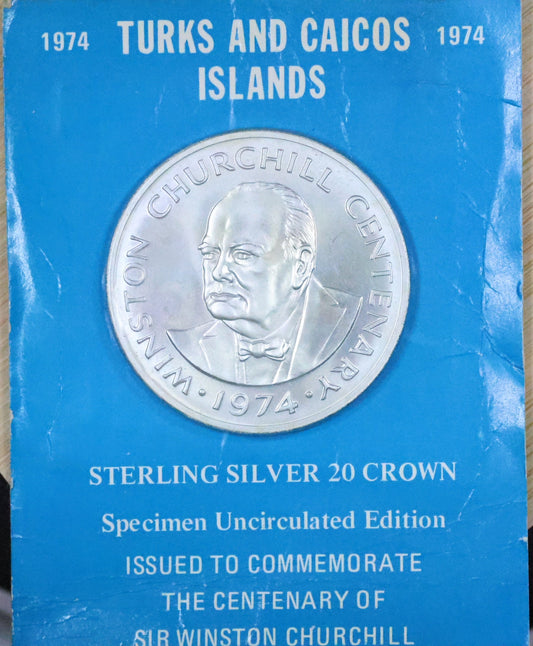 1974 TURKS AND CAICOS 1974
ISLANDS
WINSTON CHURCHILL CENTENARY
· 1974 ·
STERLING SILVER 20 CROWN
Specimen Uncirculated Edition
ISSUED TO COMMEMORATE
THE CENTENARY OF
SIR WINSTON CHURCHILL